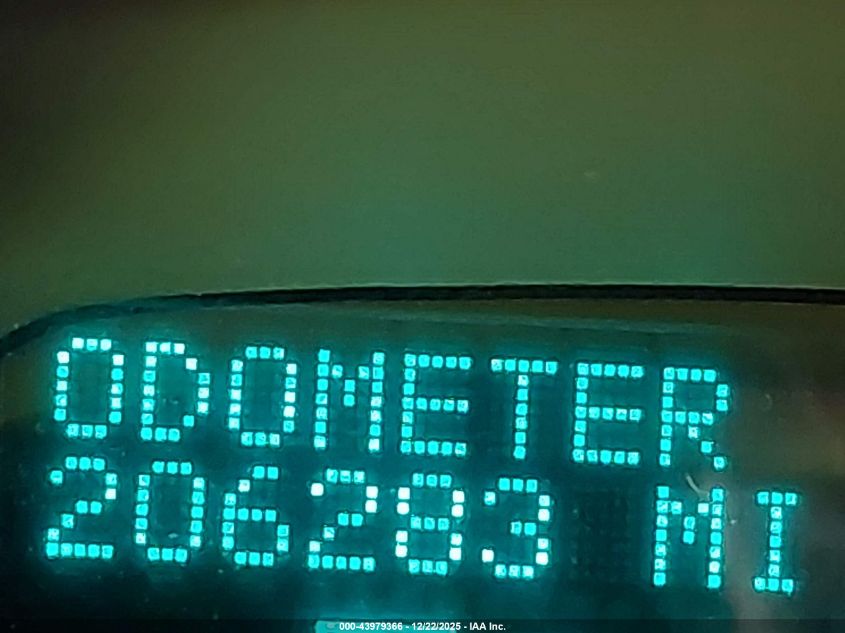 ODOMETER
206283 MI
000-43979366 - 12/22/2025 - IAA Inc.